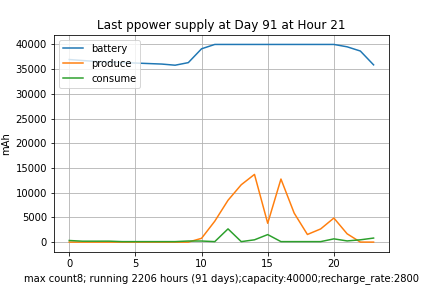 Last ppower supply at Day 91 at Hour 21
40000
35000
30000
25000
20000
15000
10000
5000
0
mAh
battery
produce
consume
0 5 10 15 20
max count8; running 2206 hours (91 days);capacity:40000;recharge_rate:2800